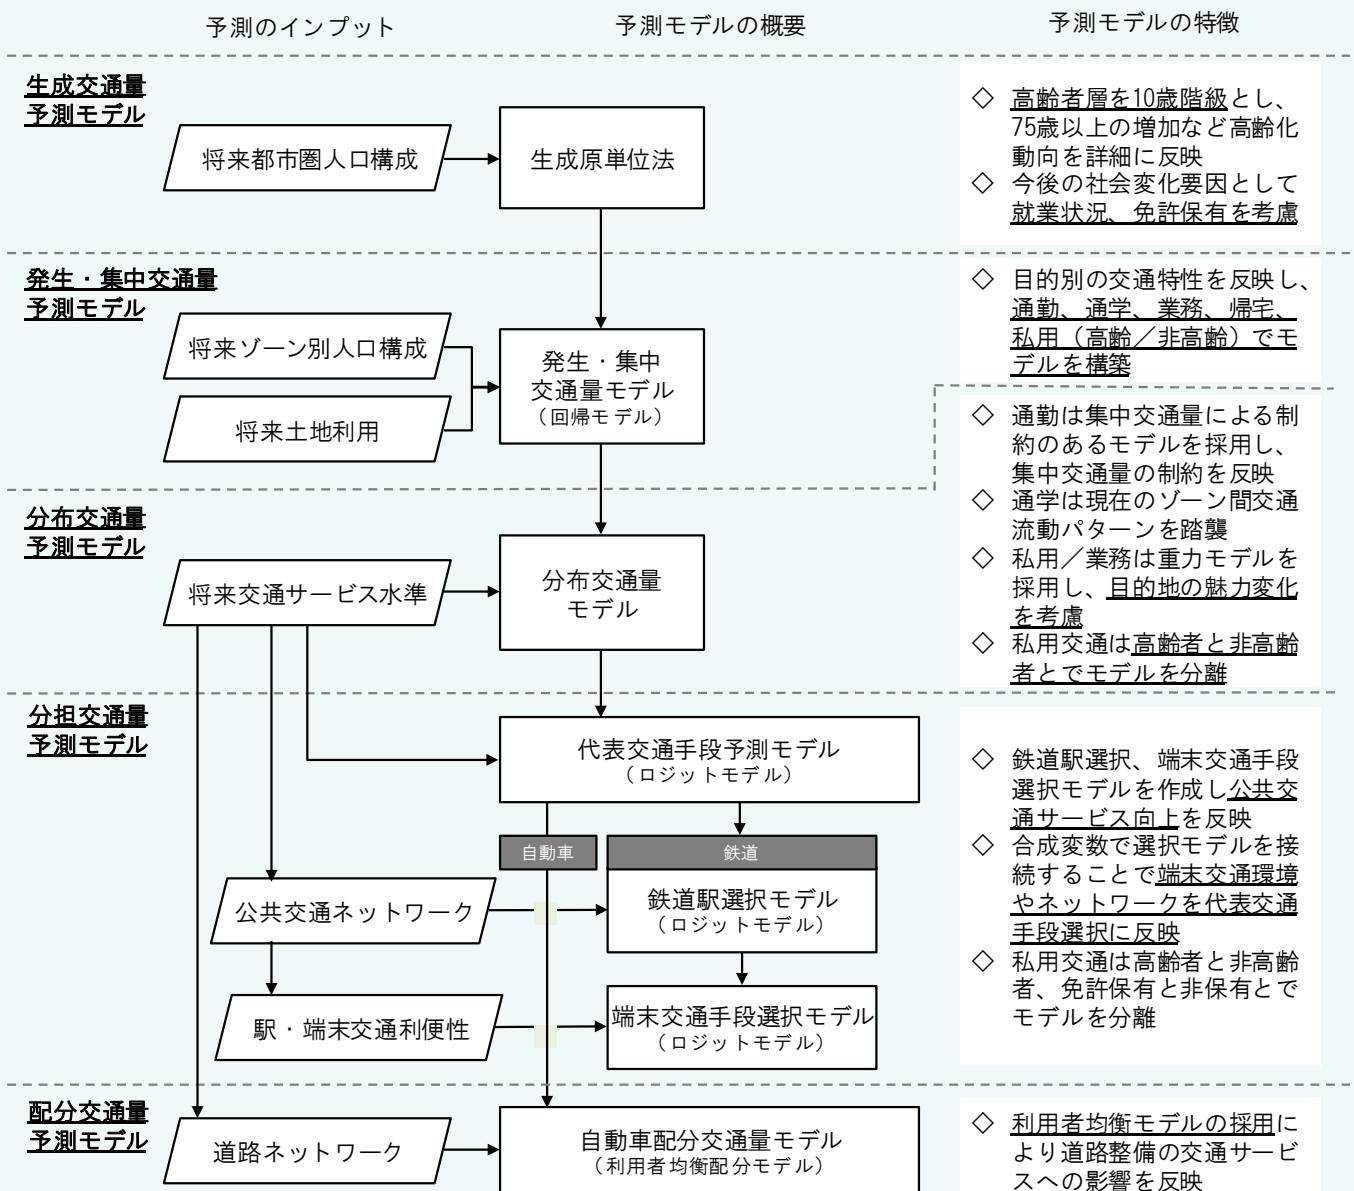 予測のインプット
予測モデルの概要
予測モデルの特徴
生成交通量
予測モデル
将来都市圏人口構成
生成原単位法
◇ 高齢者層を10歳階級とし、
75歳以上の増加など高齢化
動向を詳細に反映
◇ 今後の社会変化要因として
就業状況、免許保有を考慮
発生・集中交通量
予測モデル
将来ゾーン別人口構成
将来土地利用
発生・集中
交通量モデル
（回帰モデル）
◇ 目的別の交通特性を反映し、
通勤、通学、業務、帰宅、
私用（高齢／非高齢）でモ
デルを構築
分布交通量
予測モデル
将来交通サービス水準
分布交通量
モデル
◇ 通勤は集中交通量による制
約のあるモデルを採用し、
集中交通量の制約を反映
◇ 通学は現在のゾーン間交通
流動パターンを踏襲
◇ 私用／業務は重力モデルを
採用し、目的地の魅力変化
を考慮
◇ 私用交通は高齢者と非高齢
者とでモデルを分離
分担交通量
予測モデル
代表交通手段予測モデル
（ロジットモデル）
自動車
鉄道
公共交通ネットワーク
鉄道駅選択モデル
（ロジットモデル）
駅・端末交通利便性
端末交通手段選択モデル
（ロジットモデル）
◇ 鉄道駅選択、端末交通手段
選択モデルを作成し公共交
通サービス向上を反映
◇ 合成変数で選択モデルを接
続することで端末交通環境
やネットワークを代表交通
手段選択に反映
◇ 私用交通は高齢者と非高齢
者、免許保有と非保有とで
モデルを分離
配分交通量
予測モデル
道路ネットワーク
自動車配分交通量モデル
（利用者均衡配分モデル）
◇ 利用者均衡モデルの採用に
より道路整備の交通サービ
スへの影響を反映